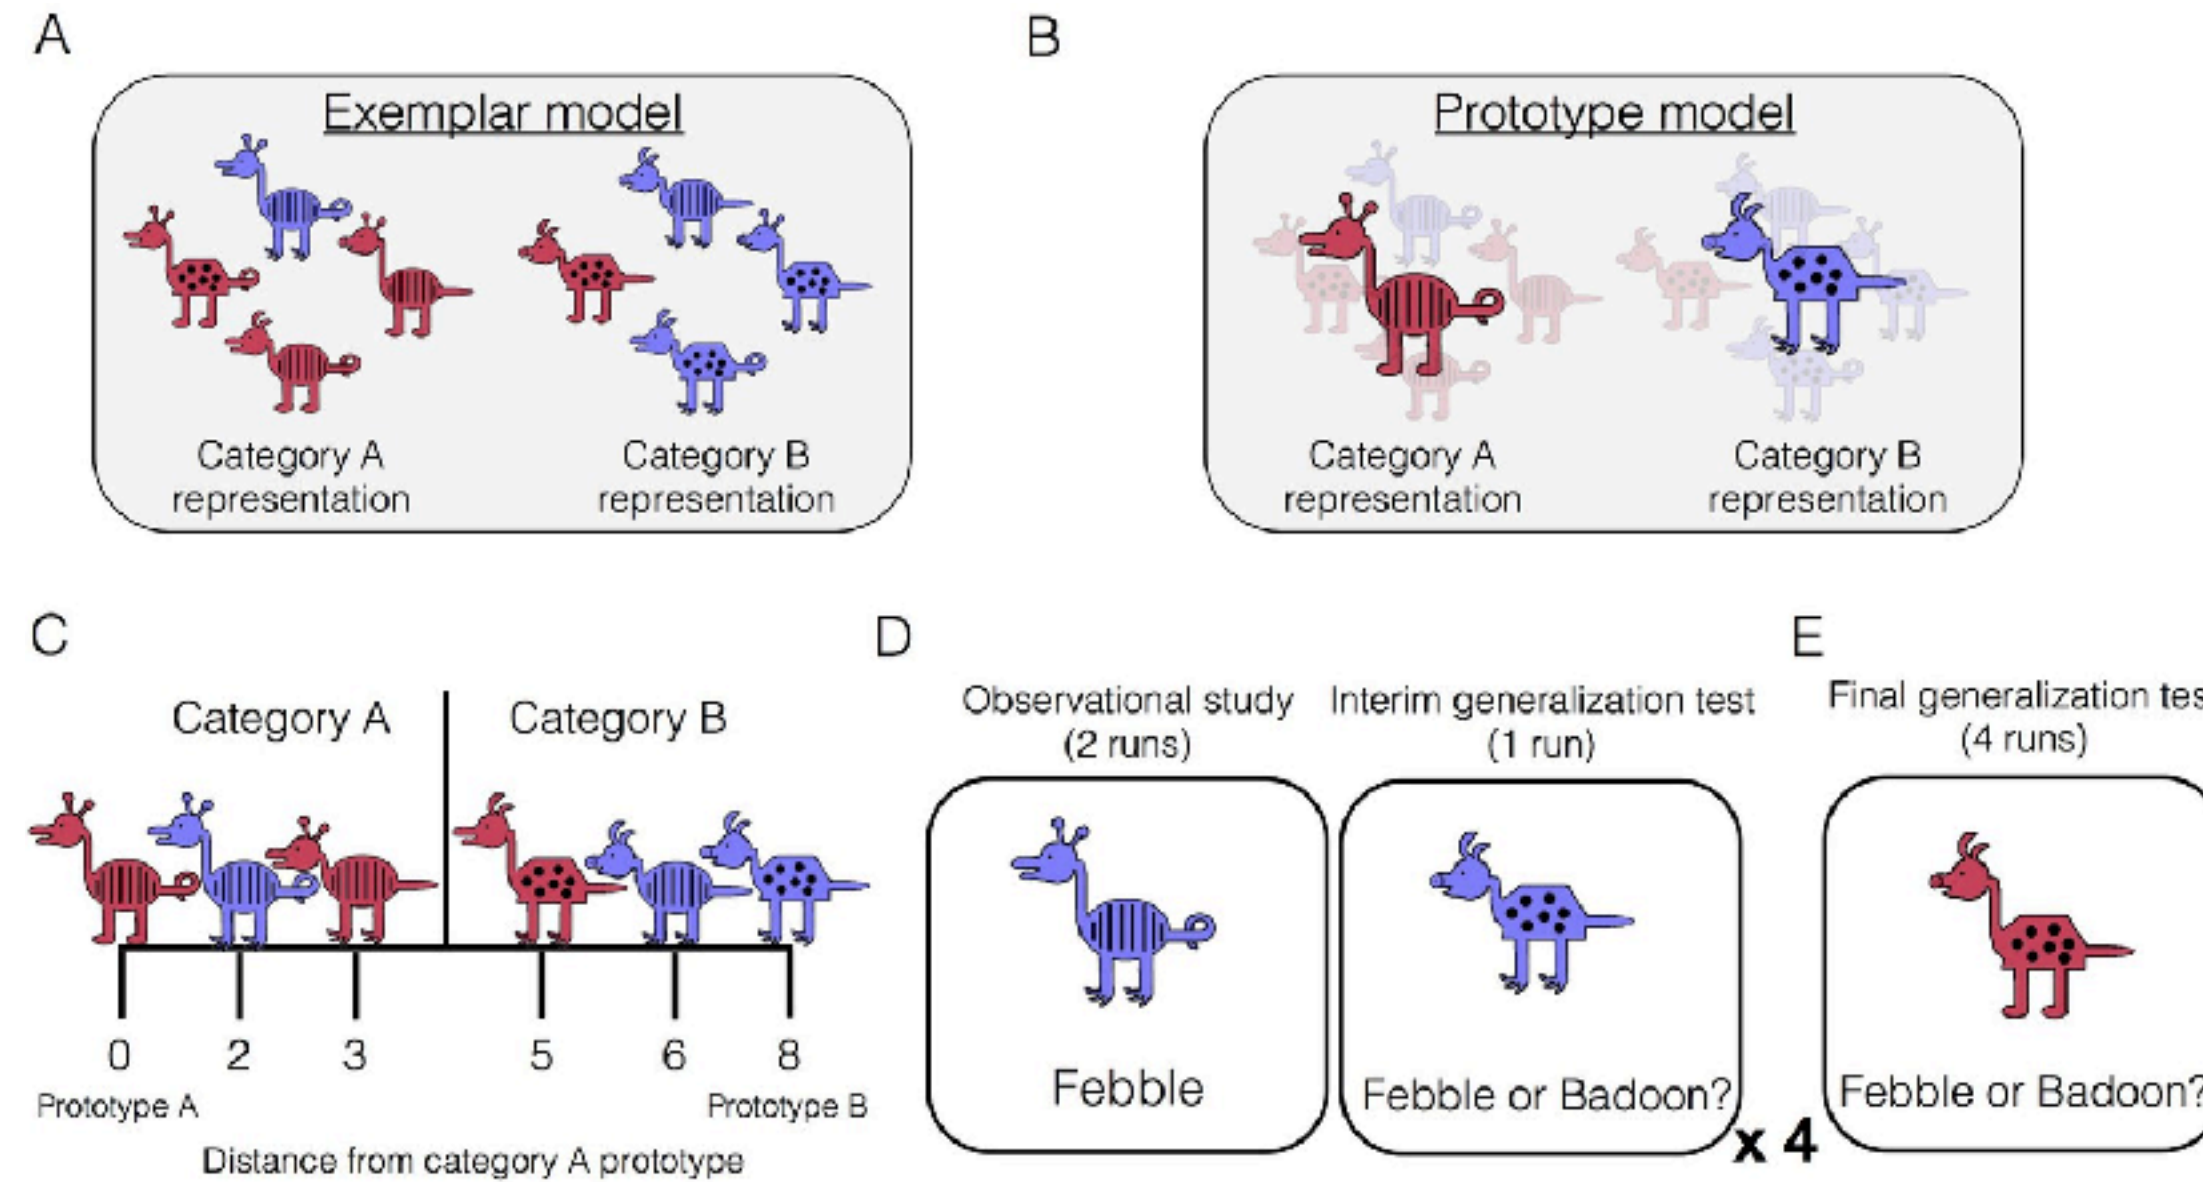 A
B
Exemplar model
Category A
representation
Category B
representation
Prototype model
Category A
representation
Category B
representation
C
Category A
Category B
0
2
3
5
6
8
Prototype A
Prototype B
Distance from category A prototype
D
Observational study
(2 runs)
Febble
Interim generalization test
(1 run)
Febble or Badoon?
x 4
E
Final generalization tes
(4 runs)
Febble or Badoon?